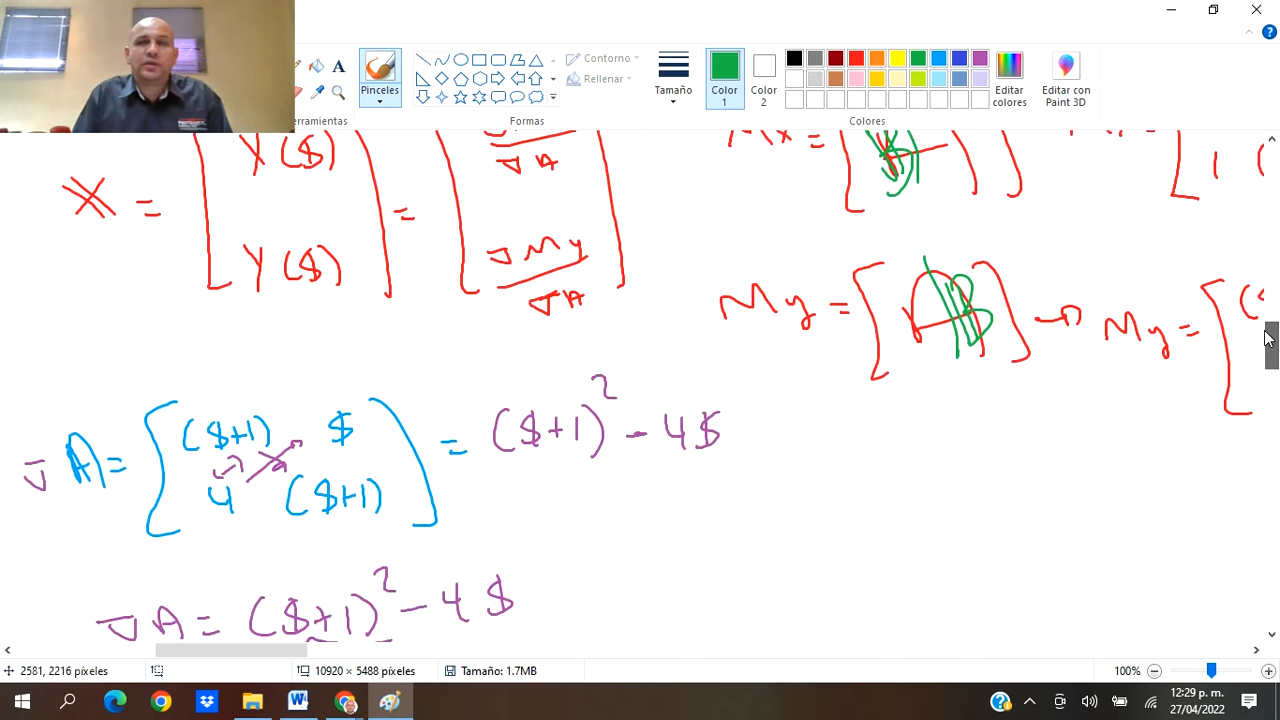 Contorno
Rellenar
Pinceles
Tamaño
Color 1
Color 2
Editar colores
Editar con Paint 3D
Formas
Colores
X($)
∇A
X =
=
Y($)
∇My
∇A
My =
My =
∇A = [ ($+1) $ = ($+1)² - 4$
4 ($+1) ]
∇A = ($+1)² - 4$
2581, 2216 píxeles
10920 × 5488 píxeles
Tamaño: 1.7MB
100%
12:29 p. m.
27/04/2022